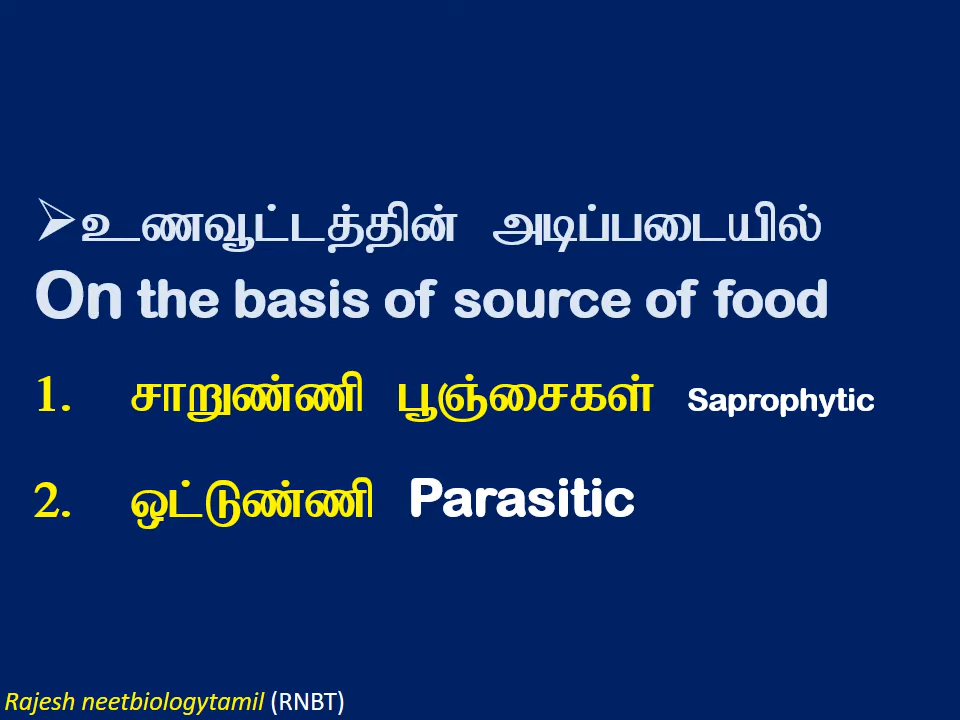 ➢உணவூட்டத்தின் அடிப்படையில்
On the basis of source of food
1. சாறுண்ணி பூஞ்சைகள் Saprophytic
2. ஒட்டுண்ணி Parasitic
Rajesh neetbiologytamil (RNBT)